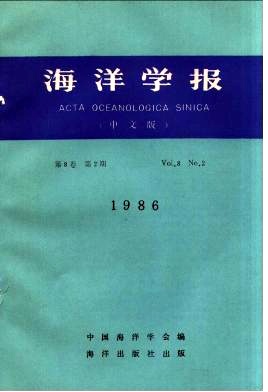 海洋学报
ACTA OCEANOLOGICA SINICA
(中文版)
第8卷 第2期 Vol.8 No.2
1986
中国海洋学会编
海洋出版社出版